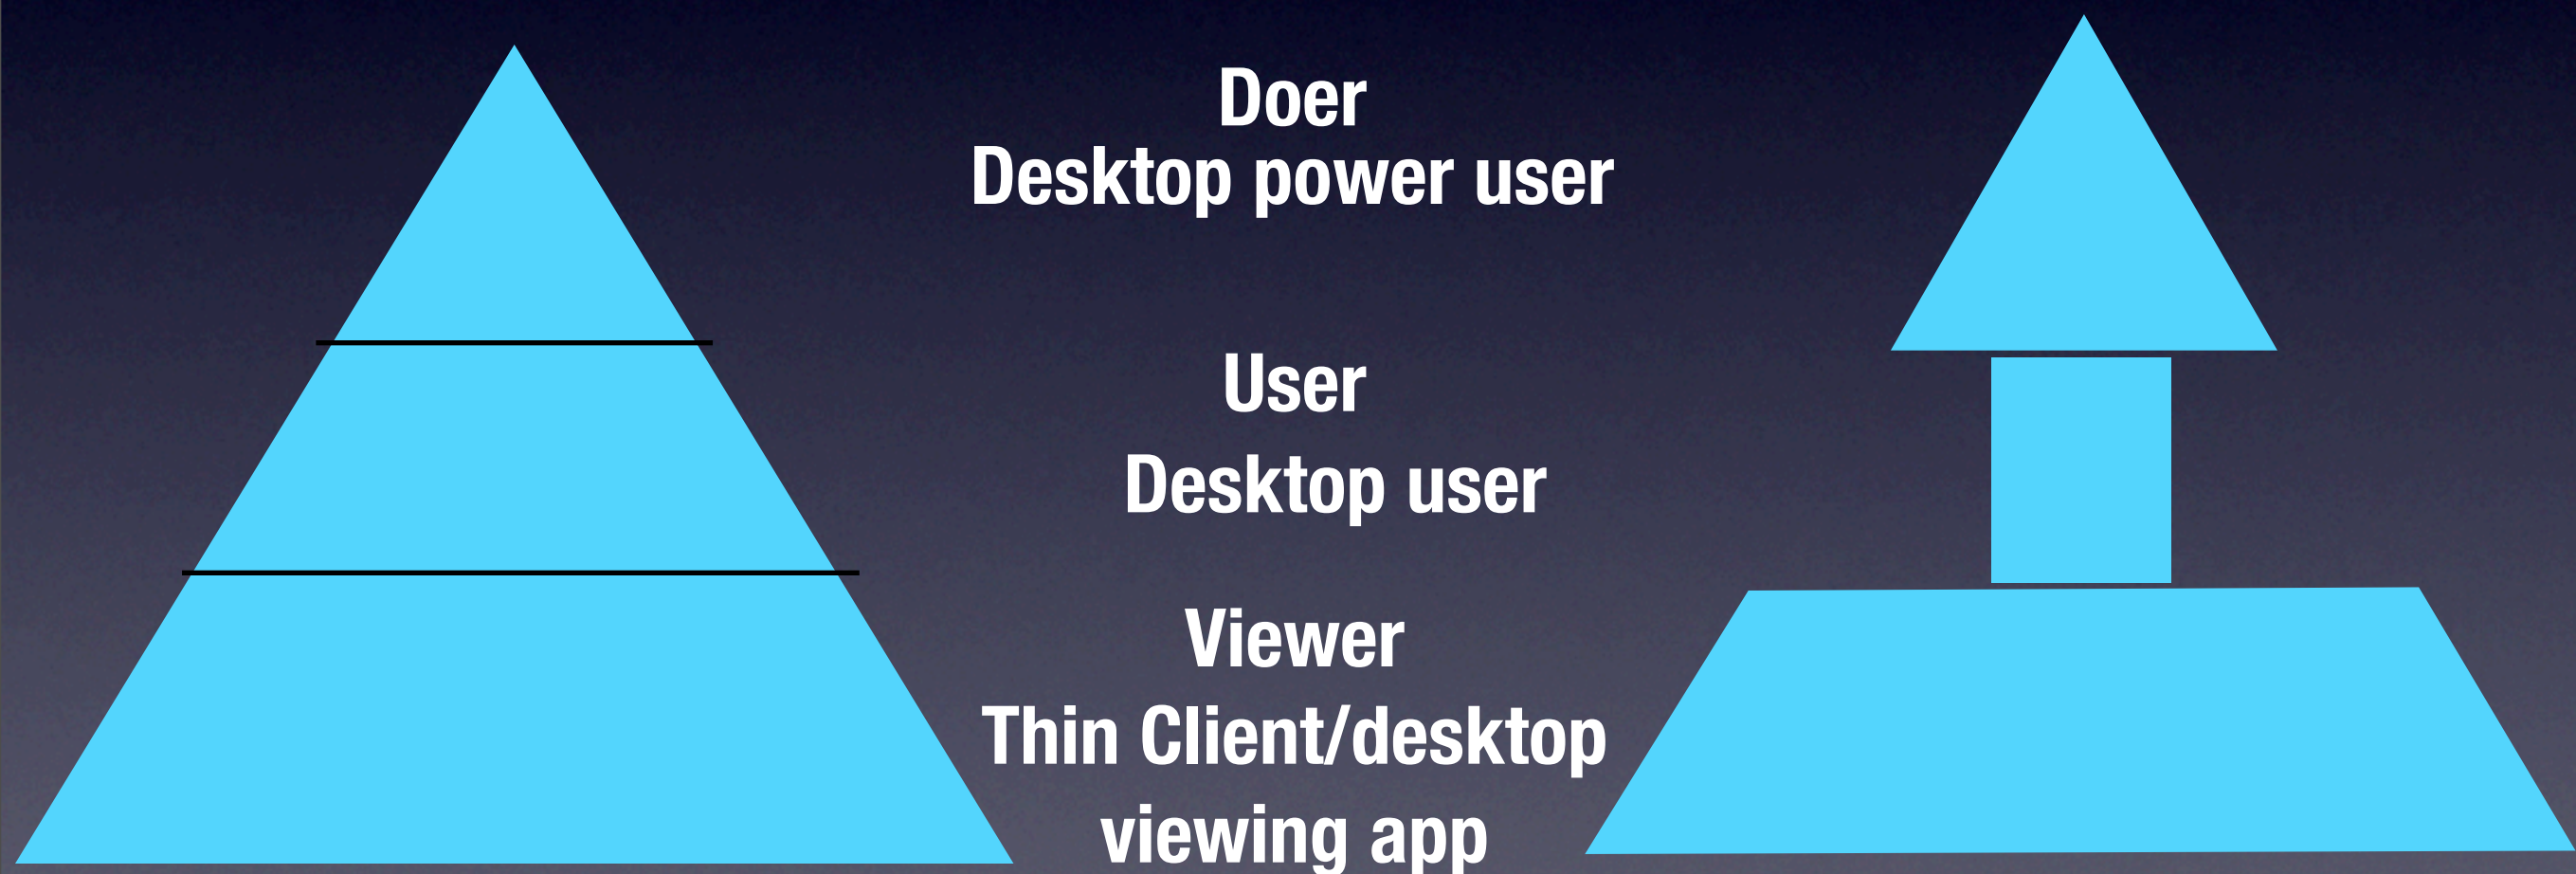 Doer
Desktop power user
User
Desktop user
Viewer
Thin Client/desktop
viewing app